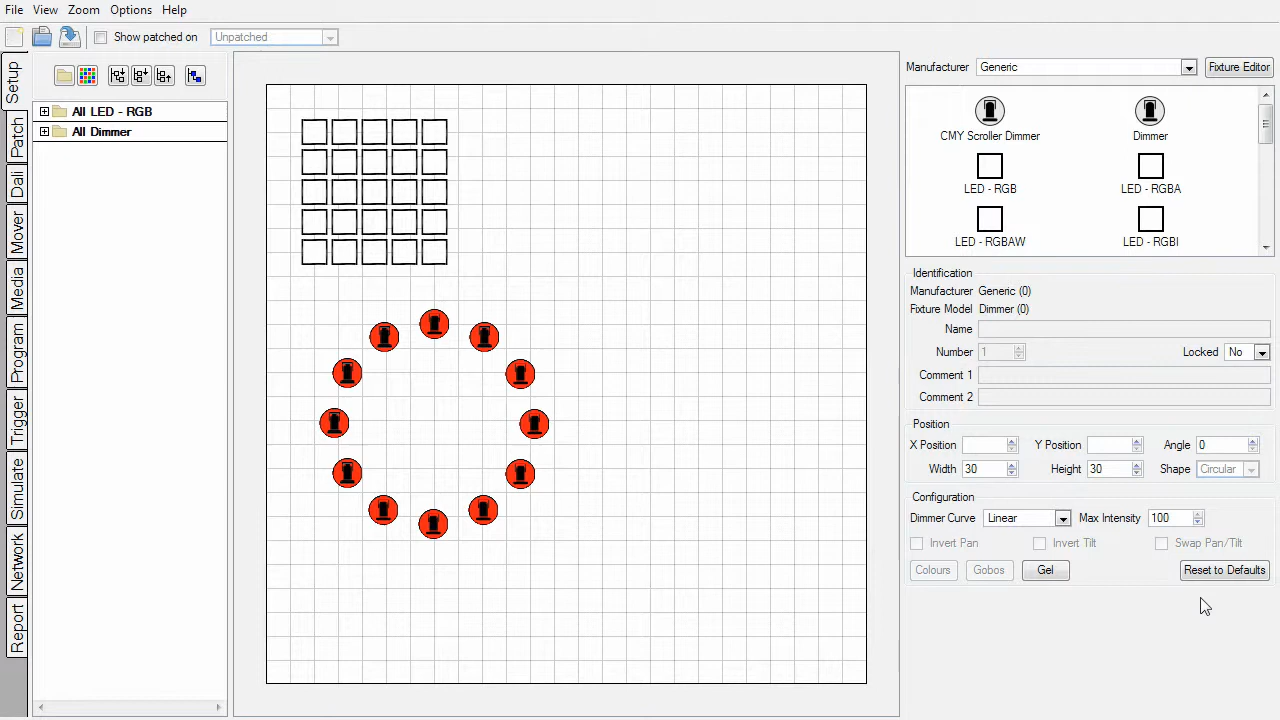 File View Zoom Options Help
Show patched on Unpatched
Setup
Patch
Dali
Mover
Media
Program
Trigger
Simulate
Network
Report
All LED - RGB
All Dimmer
Manufacturer Generic Fixture Editor
CMY Scroller Dimmer Dimmer
LED - RGB LED - RGBA
LED - RGBAW LED - RGBI
Identification
Manufacturer Generic (0)
Fixture Model Dimmer (0)
Name
Number 1 Locked No
Comment 1
Comment 2
Position
X Position Y Position Angle 0
Width 30 Height 30 Shape Circular
Configuration
Dimmer Curve Linear Max Intensity 100
Invert Pan Invert Tilt Swap Pan/Tilt
Colours Gobos Gel Reset to Defaults